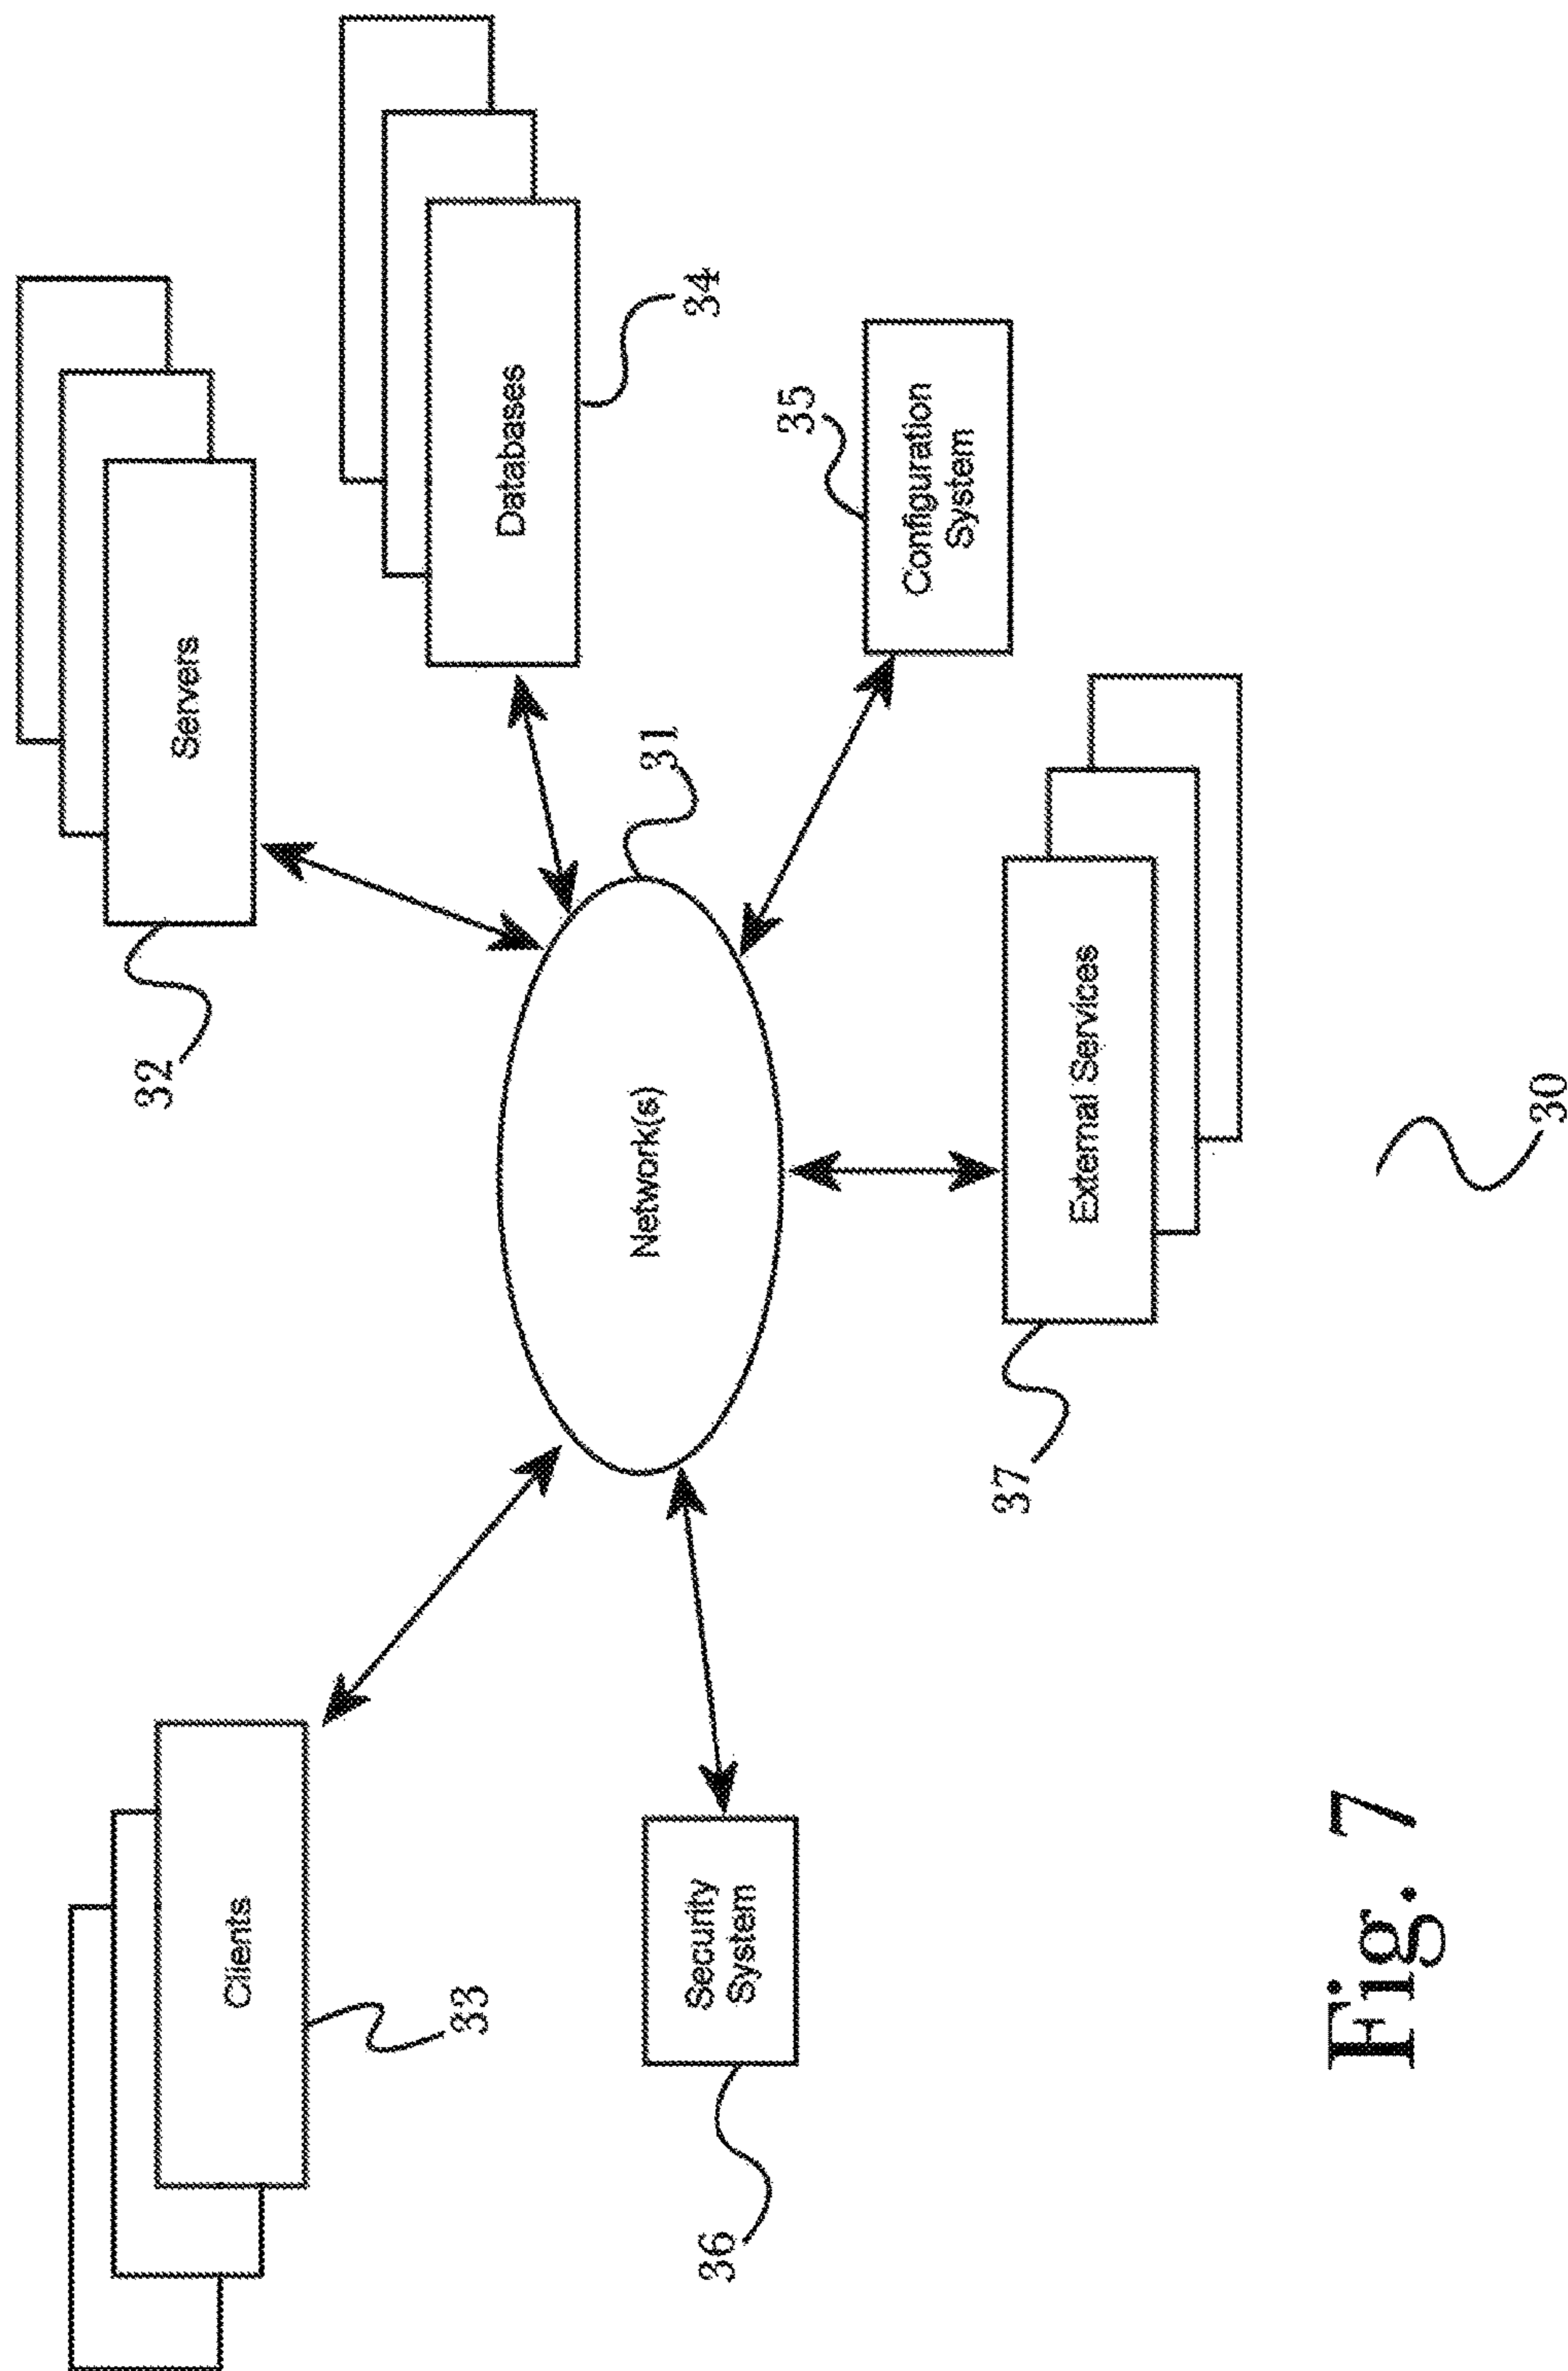 Servers
32
Clients
33
Databases
34
Network(s)
31
Security
System
36
Configuration
System
35
External Services
37
30
Fig. 7